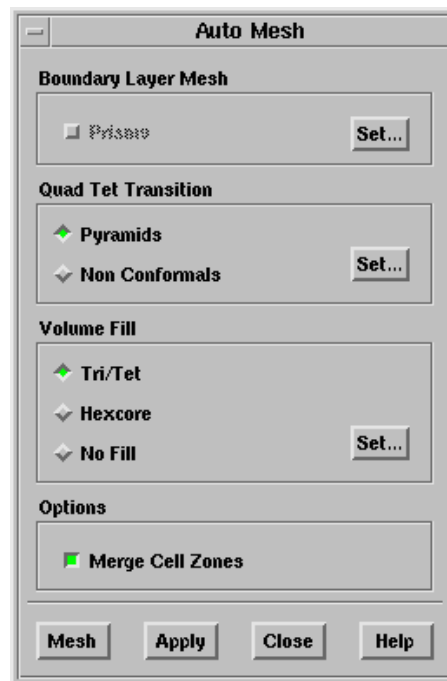 Auto Mesh
Boundary Layer Mesh
Prisms
Set...
Quad Tet Transition
Pyramids
Set...
Non Conformals
Volume Fill
Tri/Tet
Hexcore
Set...
No Fill
Options
Merge Cell Zones
Mesh Apply Close Help